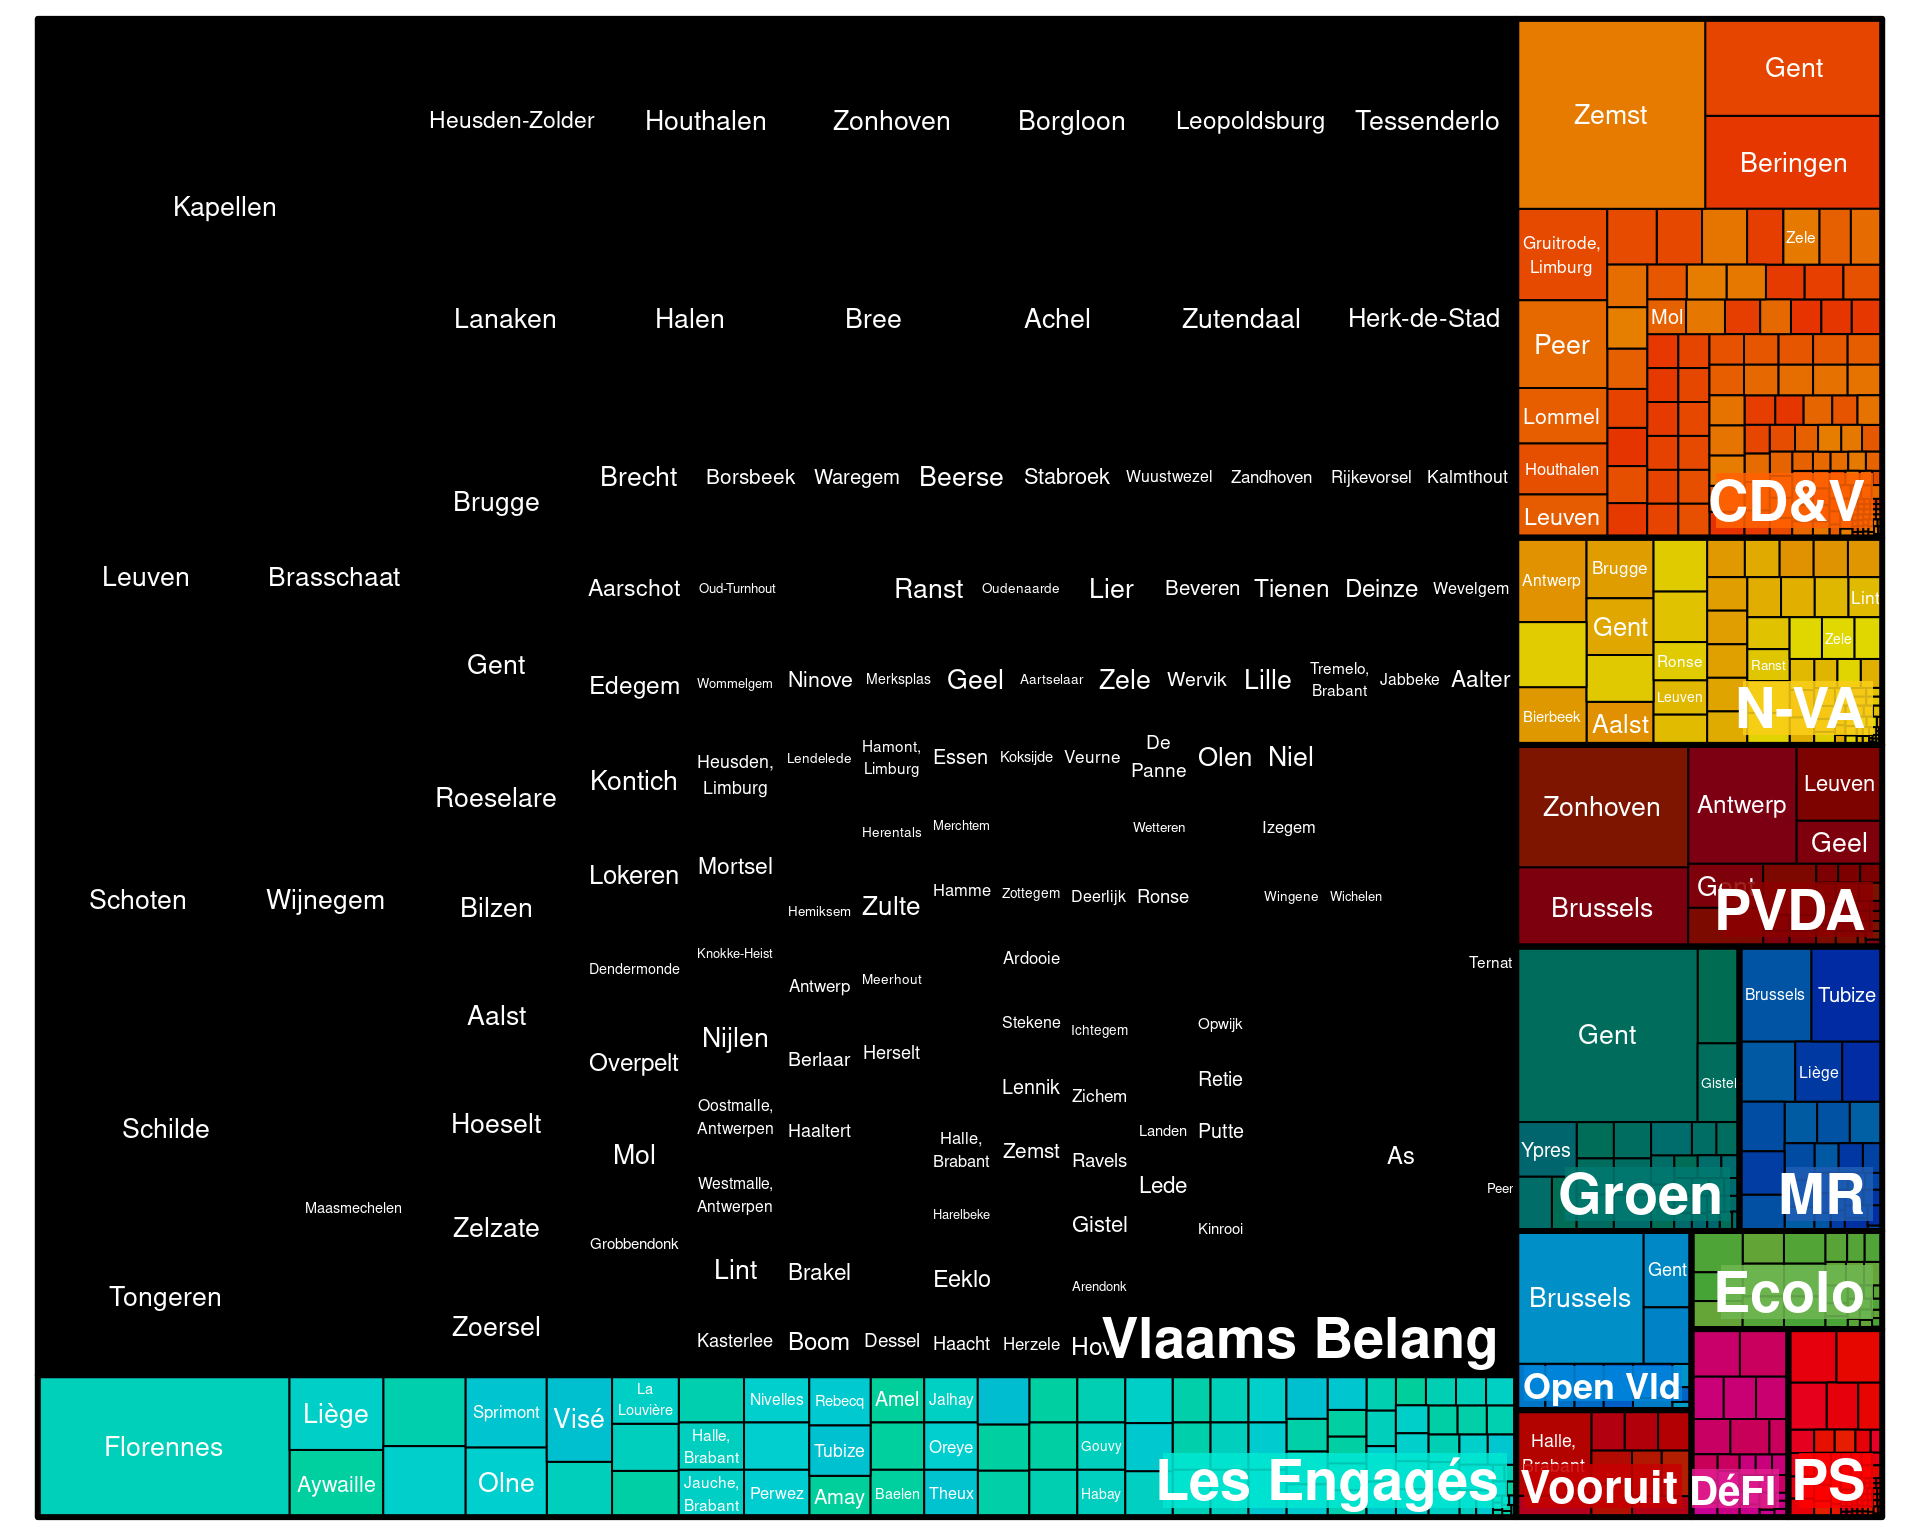 Kapellen
Heusden-Zolder
Houthalen
Zonhoven
Borgloon
Leopoldsburg
Tessenderlo
Lanaken
Halen
Bree
Achel
Zutendaal
Herk-de-Stad
Leuven
Brasschaat
Brugge
Brecht
Borsbeek
Waregem
Beerse
Stabroek
Wuustwezel
Zandhoven
Rijkevorsel
Kalmthout
Aarschot
Oud-Turnhout
Ranst
Oudenaarde
Lier
Beveren
Tienen
Deinze
Wevelgem
Gent
Edegem
Wommelgem
Ninove
Merksplas
Geel
Aartselaar
Zele
Wervik
Lille
Tremelo,
Brabant
Jabbeke
Aalter
Roeselare
Kontich
Heusden,
Limburg
Lendelede
Hamont,
Limburg
Essen
Koksijde
Veurne
De
Panne
Olen
Niel
Herentals
Merchtem
Wetteren
Izegem
Schoten
Wijnegem
Bilzen
Lokeren
Mortsel
Hemiksem
Zulte
Hamme
Zottegem
Deerlijk
Ronse
Wingene
Wichelen
Aalst
Dendermonde
Knokke-Heist
Antwerp
Meerhout
Ardooie
Ternat
Nijlen
Stekene
Ichtegem
Opwijk
Overpelt
Berlaar
Herselt
Lennik
Zichem
Retie
Schilde
Hoeselt
Mol
Oostmalle,
Antwerpen
Haaltert
Halle,
Brabant
Zemst
Ravels
Landen
Putte
As
Maasmechelen
Zelzate
Westmalle,
Antwerpen
Harelbeke
Lede
Gistel
Kinrooi
Peer
Grobbendonk
Tongeren
Zoersel
Lint
Brakel
Eeklo
Arendonk
Kasterlee
Boom
Dessel
Haacht
Herzele
Vlaams Belang
Zemst
Gent
Beringen
Gruitrode,
Limburg
Zele
Mol
Peer
Lommel
Houthalen
Leuven
CD&V
Antwerp
Brugge
Gent
Lint
Zele
Ronse
Ranst
Leuven
Bierbeek
Aalst
N-VA
Zonhoven
Antwerp
Leuven
Geel
Brussels
Gent
PVDA
Gent
Gistel
Ypres
Groen
Brussels
Tubize
Liège
MR
Brussels
Gent
Open Vld
Ecolo
Halle,
Brabant
Vooruit
DéFI
PS
Florennes
Liège
Aywaille
Sprimont
Olne
Visé
La
Louvière
Halle,
Brabant
Jauche,
Brabant
Nivelles
Perwez
Rebecq
Tubize
Amay
Amel
Baelen
Jalhay
Oreye
Theux
Gouvy
Habay
Les Engagés